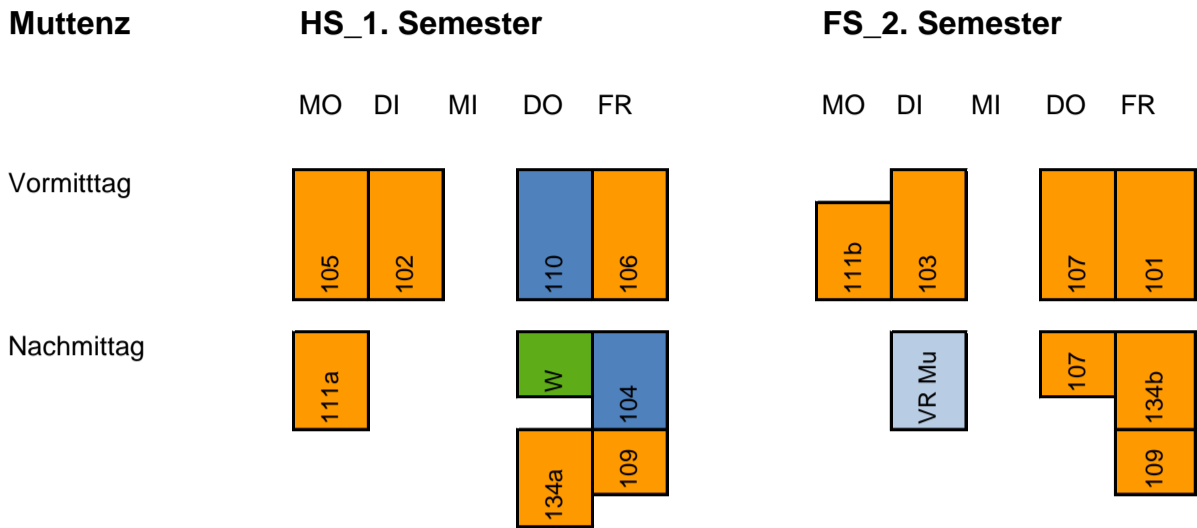 Muttenz HS_1. Semester FS_2. Semester
MO DI MI DO FR MO DI MI DO FR
Vormitttag
105 102 110 106 111b 103 107 101
Nachmittag
111a W 104 VR Mu 107 134b
134a 109 109